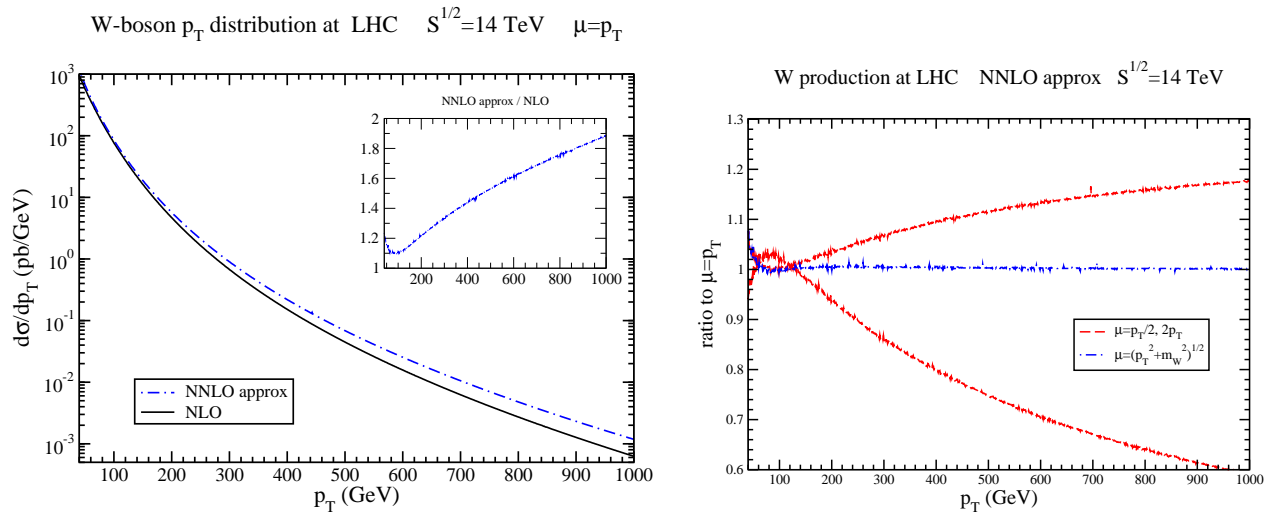 W-boson p_T distribution at LHC S^1/2=14 TeV μ=p_T
10^3
10^2
10^1
10^0
10^-1
10^-2
10^-3
dσ/dp_T (pb/GeV)
NNLO approx / NLO
2
1.8
1.6
1.4
1.2
1
200 400 600 800 1000
NNLO approx
NLO
100 200 300 400 500 600 700 800 900 1000
p_T (GeV)
W production at LHC NNLO approx S^1/2=14 TeV
1.3
1.2
1.1
1
0.9
0.8
0.7
0.6
ratio to μ=p_T
μ=p_T/2, 2p_T
μ=(p_T^2+m_W^2)^1/2
100 200 300 400 500 600 700 800 900 1000
p_T (GeV)